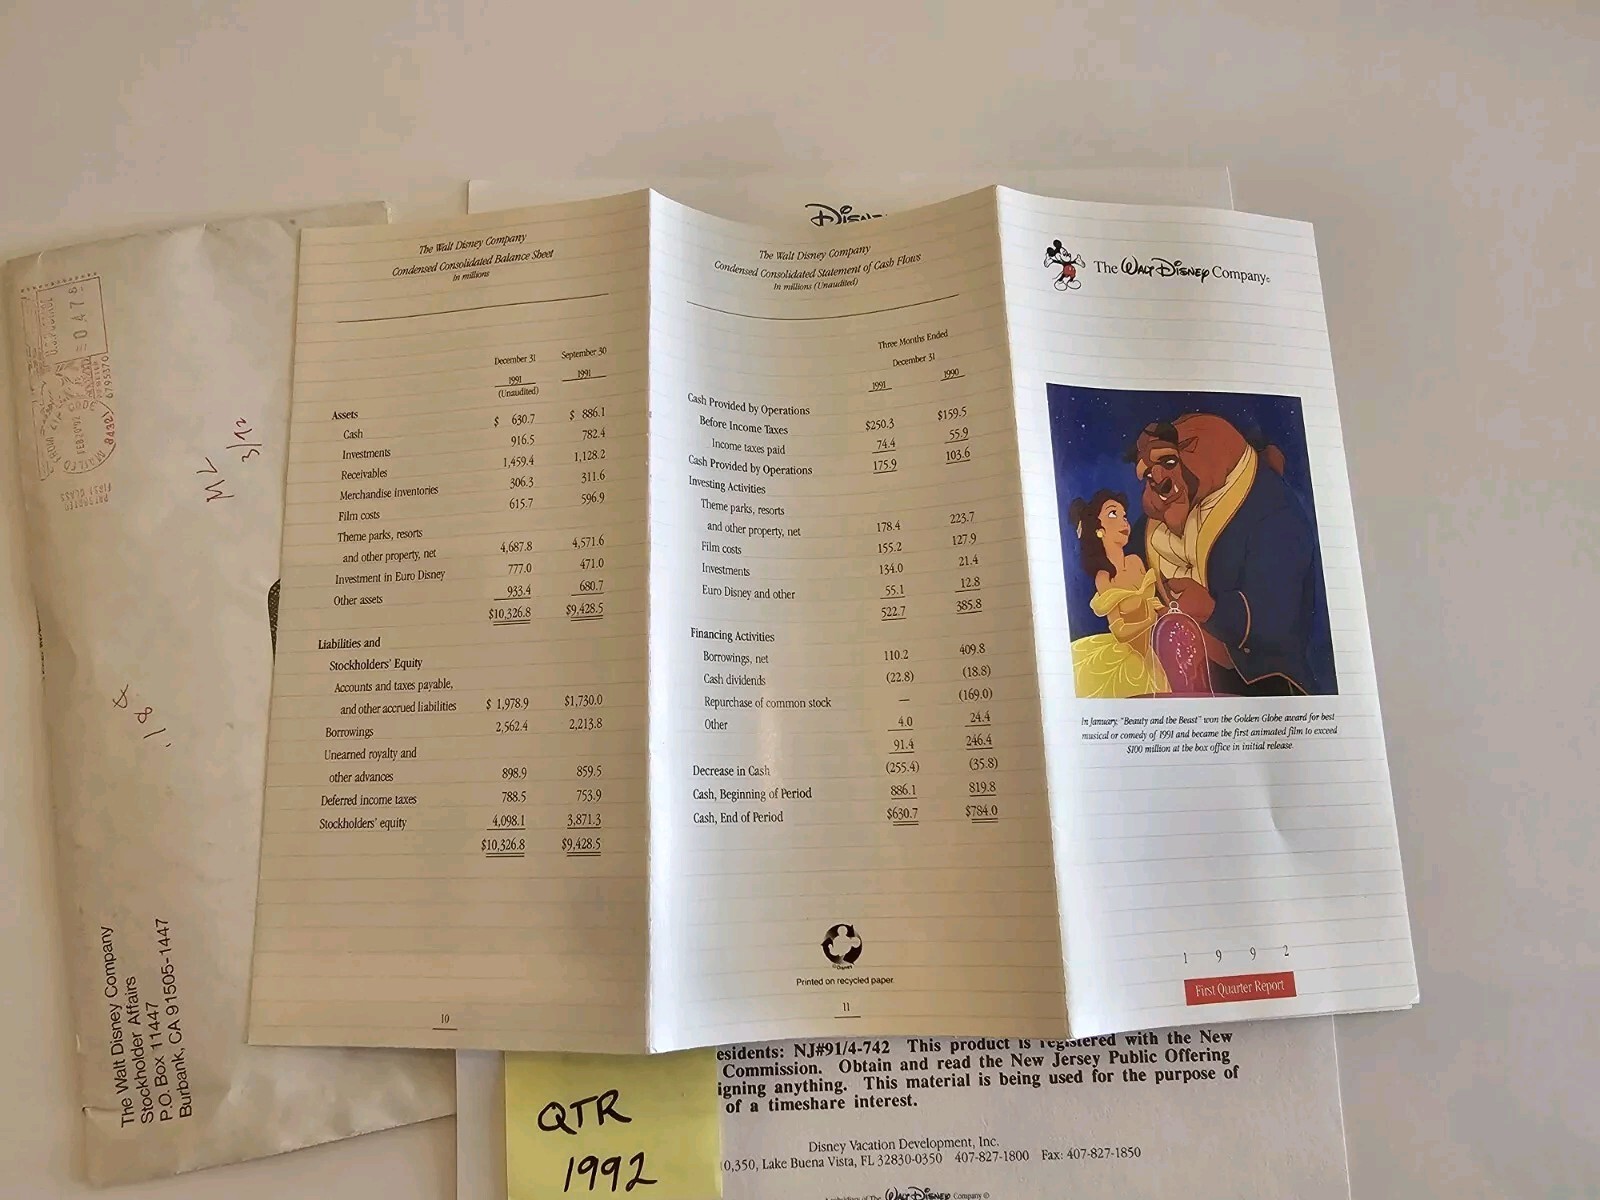 The Walt Disney Company
Condensed Consolidated Balance Sheet
In millions
December 31 September 30
1991 1991
(Unaudited)
Assets
Cash $ 630.7 $ 886.1
Investments 916.5 782.4
Receivables 1,459.4 1,128.2
Merchandise inventories 306.3 311.6
Film costs 615.7 596.9
Theme parks, resorts
and other property, net 4,687.8 4,571.6
Investment in Euro Disney 777.0 471.0
Other assets 933.4 680.7
$10,326.8 $9,428.5
Liabilities and
Stockholders' Equity
Accounts and taxes payable,
and other accrued liabilities $ 1,978.9 $1,730.0
Borrowings 2,562.4 2,213.8
Unearned royalty and
other advances 898.9 859.5
Deferred income taxes 788.5 753.9
Stockholders' equity 4,098.1 3,871.3
$10,326.8 $9,428.5
10
Disney
The Walt Disney Company
Condensed Consolidated Statement of Cash Flows
In millions (Unaudited)
Three Months Ended
December 31
1991 1990
Cash Provided by Operations
Before Income Taxes $250.3 $159.5
Income taxes paid 74.4 55.9
Cash Provided by Operations 175.9 103.6
Investing Activities
Theme parks, resorts
and other property, net 178.4 223.7
Film costs 155.2 127.9
Investments 134.0 21.4
Euro Disney and other 55.1 12.8
522.7 385.8
Financing Activities
Borrowings, net 110.2 409.8
Cash dividends (22.8) (18.8)
Repurchase of common stock — (169.0)
Other 4.0 24.4
91.4 246.4
Decrease in Cash (255.4) (35.8)
Cash, Beginning of Period 886.1 819.8
Cash, End of Period $630.7 $784.0
© Disney
Printed on recycled paper
11
The Walt Disney Company©
In January, "Beauty and the Beast" won the Golden Globe award for best
musical or comedy of 1991 and became the first animated film to exceed
$100 million at the box office in initial release.
1992
First Quarter Report
esidents: NJ#91/4-742 This product is registered with the New
Commission. Obtain and read the New Jersey Public Offering
igning anything. This material is being used for the purpose of
of a timeshare interest.
Disney Vacation Development, Inc.
0,350, Lake Buena Vista, FL 32830-0350 407-827-1800 Fax: 407-827-1850
Walt Disney Company ©
QTR
1992
The Walt Disney Company
Stockholder Affairs
P.O. Box 11447
Burbank, CA 91505-1447
ML
3/12
U.S. POSTAGE
0478
FEB20'92
MAILED
84321
6795370
PRESORTED
FIRST CLASS